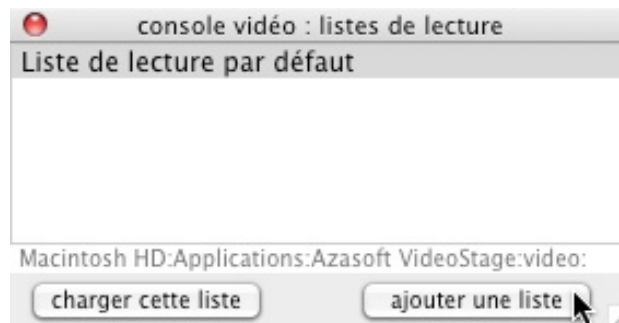 console vidéo : listes de lecture
Liste de lecture par défaut
Macintosh HD:Applications:Azasoft VideoStage:video:
charger cette liste
ajouter une liste